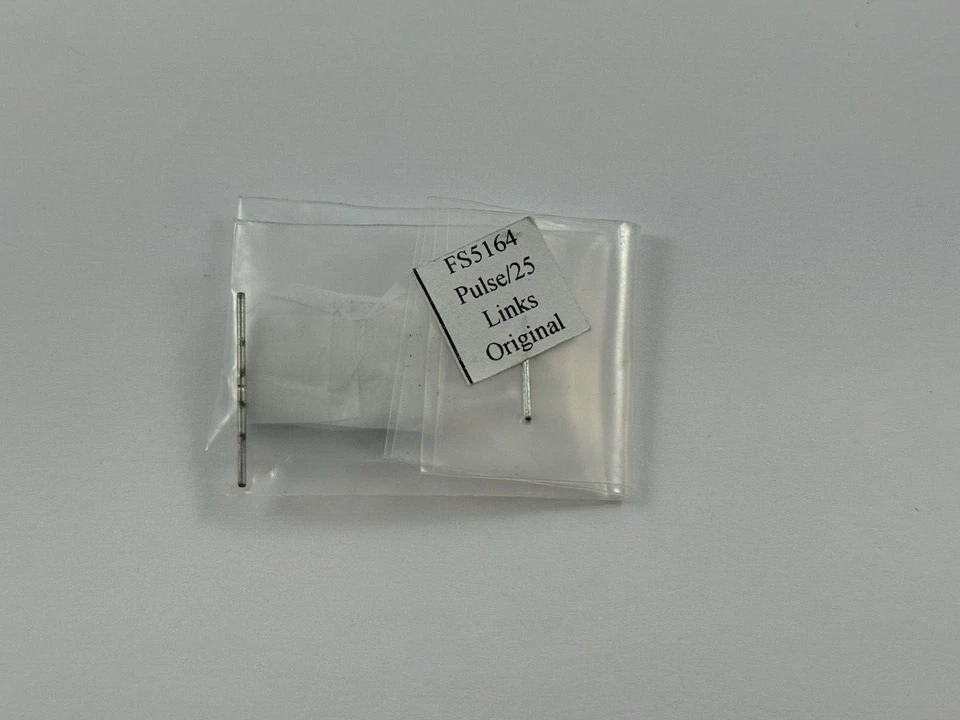 FS5164
Pulse/25
Links
Original